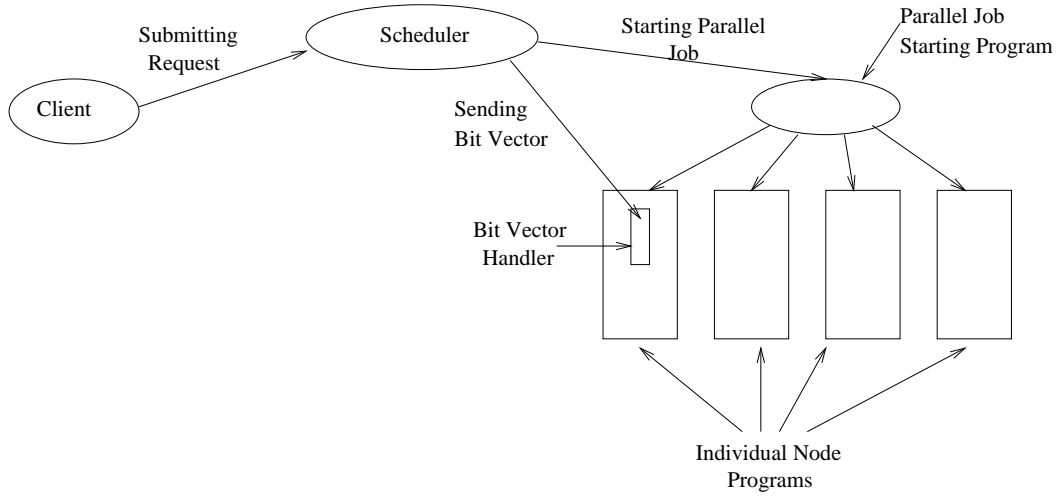 Submitting
Request
Scheduler
Starting Parallel
Job
Parallel Job
Starting Program
Client
Sending
Bit Vector
Bit Vector
Handler
Individual Node
Programs